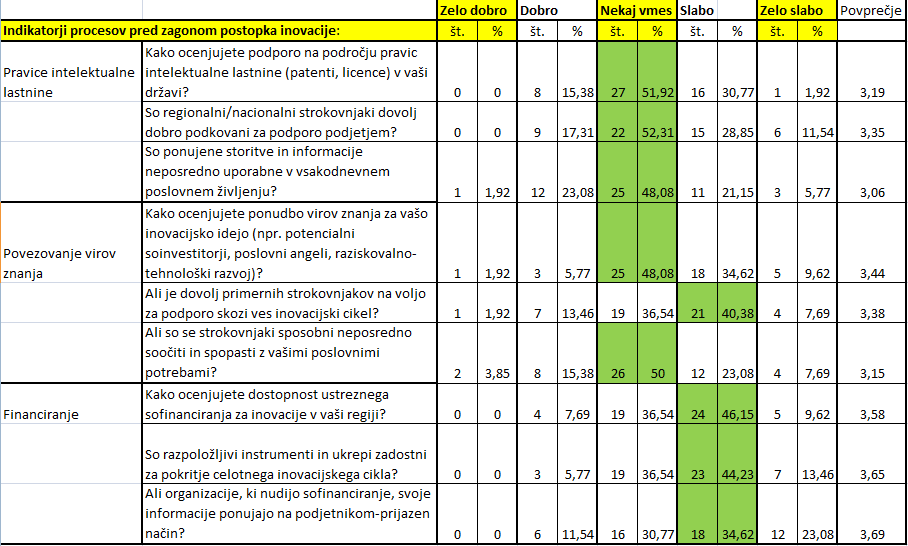 Zelo dobro Dobro Nekaj vmes Slabo Zelo slabo Povprečje
Indikatorji procesov pred zagonom postopka inovacije: št. % št. % št. % št. % št. %
Pravice intelektualne lastnine
Kako ocenjujete podporo na področju pravic
intelektualne lastnine (patenti, licence) v vaši
državi? 0 0 8 15,38 27 51,92 16 30,77 1 1,92 3,19
So regionalni/nacionalni strokovnjaki dovolj
dobro podkovani za podporo podjetjem? 0 0 9 17,31 22 52,31 15 28,85 6 11,54 3,35
So ponujene storitve in informacije
neposredno uporabne v vsakodnevnem
poslovnem življenju? 1 1,92 12 23,08 25 48,08 11 21,15 3 5,77 3,06
Povezovanje virov
znanja
Kako ocenjujete ponudbo virov znanja za vašo
inovacijsko idejo (npr. potencialni
soinvestitorji, poslovni angeli, raziskovalno-
tehnološki razvoj)? 1 1,92 3 5,77 25 48,08 18 34,62 5 9,62 3,44
Ali je dovolj primernih strokovnjakov na voljo
za podporo skozi ves inovacijski cikel? 1 1,92 7 13,46 19 36,54 21 40,38 4 7,69 3,38
Ali so se strokovnjaki sposobni neposredno
soočiti in spopasti z vašimi poslovnimi
potrebami? 2 3,85 8 15,38 26 50 12 23,08 4 7,69 3,15
Financiranje
Kako ocenjujete dostopnost ustreznega
sofinanciranja za inovacije v vaši regiji? 0 0 4 7,69 19 36,54 24 46,15 5 9,62 3,58
So razpoložljivi instrumenti in ukrepi zadostni
za pokritje celotnega inovacijskega cikla? 0 0 3 5,77 19 36,54 23 44,23 7 13,46 3,65
Ali organizacije, ki nudijo sofinanciranje, svoje
informacije ponujajo na podjetnikom-prijazen
način? 0 0 6 11,54 16 30,77 18 34,62 12 23,08 3,69